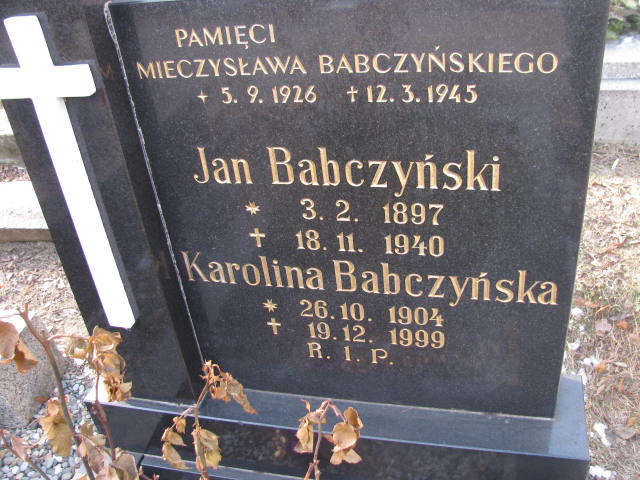 PAMIĘCI
MIECZYSŁAWA BABCZYŃSKIEGO
* 5. 9. 1926 † 12. 3. 1945
Jan Babczyński
* 3. 2. 1897
† 18. 11. 1940
Karolina Babczyńska
* 26. 10. 1904
† 19. 12. 1999
R. I. P.